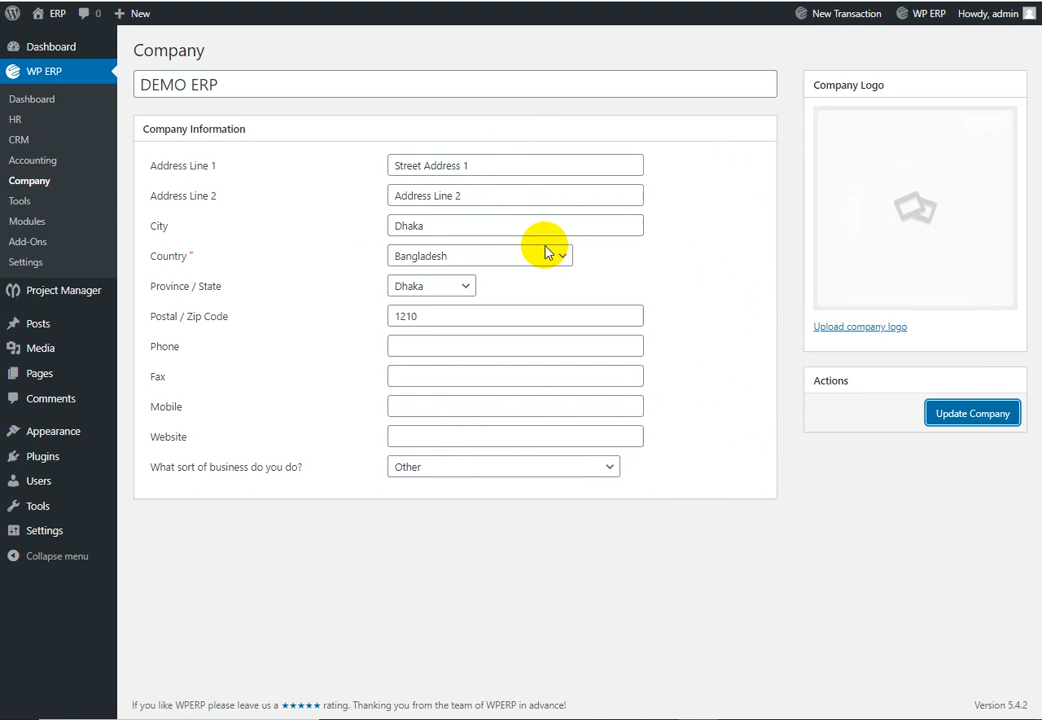 ERP 0 New New Transaction WP ERP Howdy, admin
Dashboard
WP ERP
Dashboard
HR
CRM
Accounting
Company
Tools
Modules
Add-Ons
Settings
Project Manager
Posts
Media
Pages
Comments
Appearance
Plugins
Users
Tools
Settings
Collapse menu
Company
DEMO ERP
Company Information
Address Line 1 Street Address 1
Address Line 2 Address Line 2
City Dhaka
Country * Bangladesh
Province / State Dhaka
Postal / Zip Code 1210
Phone
Fax
Mobile
Website
What sort of business do you do? Other
Company Logo
Upload company logo
Actions
Update Company
If you like WPERP please leave us a ★★★★★ rating. Thanking you from the team of WPERP in advance! Version 5.4.2